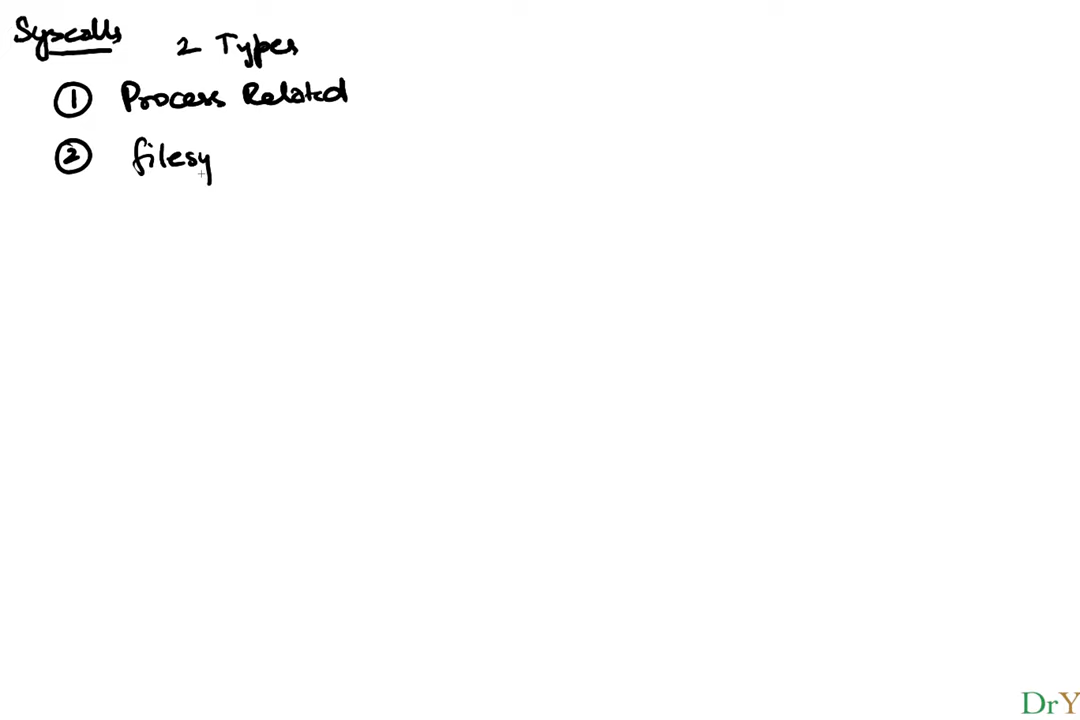 Syscalls 2 Types
① Process Related
② filesy
DrY